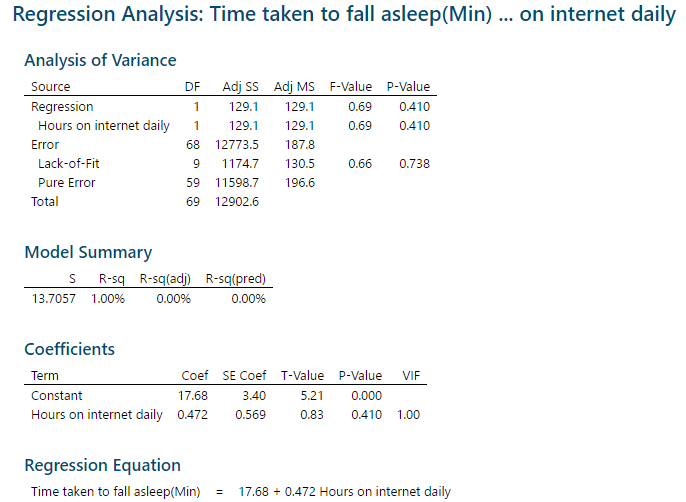 Regression Analysis: Time taken to fall asleep(Min) ... on internet daily
Analysis of Variance
Source DF Adj SS Adj MS F-Value P-Value
Regression 1 129.1 129.1 0.69 0.410
Hours on internet daily 1 129.1 129.1 0.69 0.410
Error 68 12773.5 187.8
Lack-of-Fit 9 1174.7 130.5 0.66 0.738
Pure Error 59 11598.7 196.6
Total 69 12902.6
Model Summary
S R-sq R-sq(adj) R-sq(pred)
13.7057 1.00% 0.00% 0.00%
Coefficients
Term Coef SE Coef T-Value P-Value VIF
Constant 17.68 3.40 5.21 0.000
Hours on internet daily 0.472 0.569 0.83 0.410 1.00
Regression Equation
Time taken to fall asleep(Min) = 17.68 + 0.472 Hours on internet daily